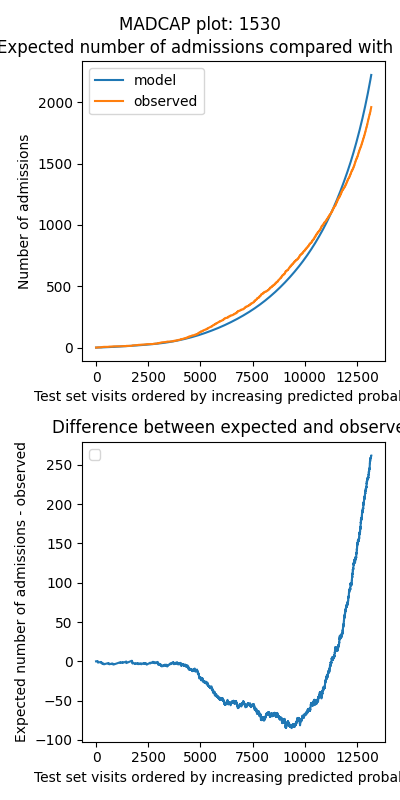 MADCAP plot: 1530
Expected number of admissions compared with
model
observed
2000
1500
1000
500
0
Number of admissions
0 2500 5000 7500 10000 12500
Test set visits ordered by increasing predicted probab
Difference between expected and observe
250
200
150
100
50
0
−50
−100
Expected number of admissions - observed
0 2500 5000 7500 10000 12500
Test set visits ordered by increasing predicted probab